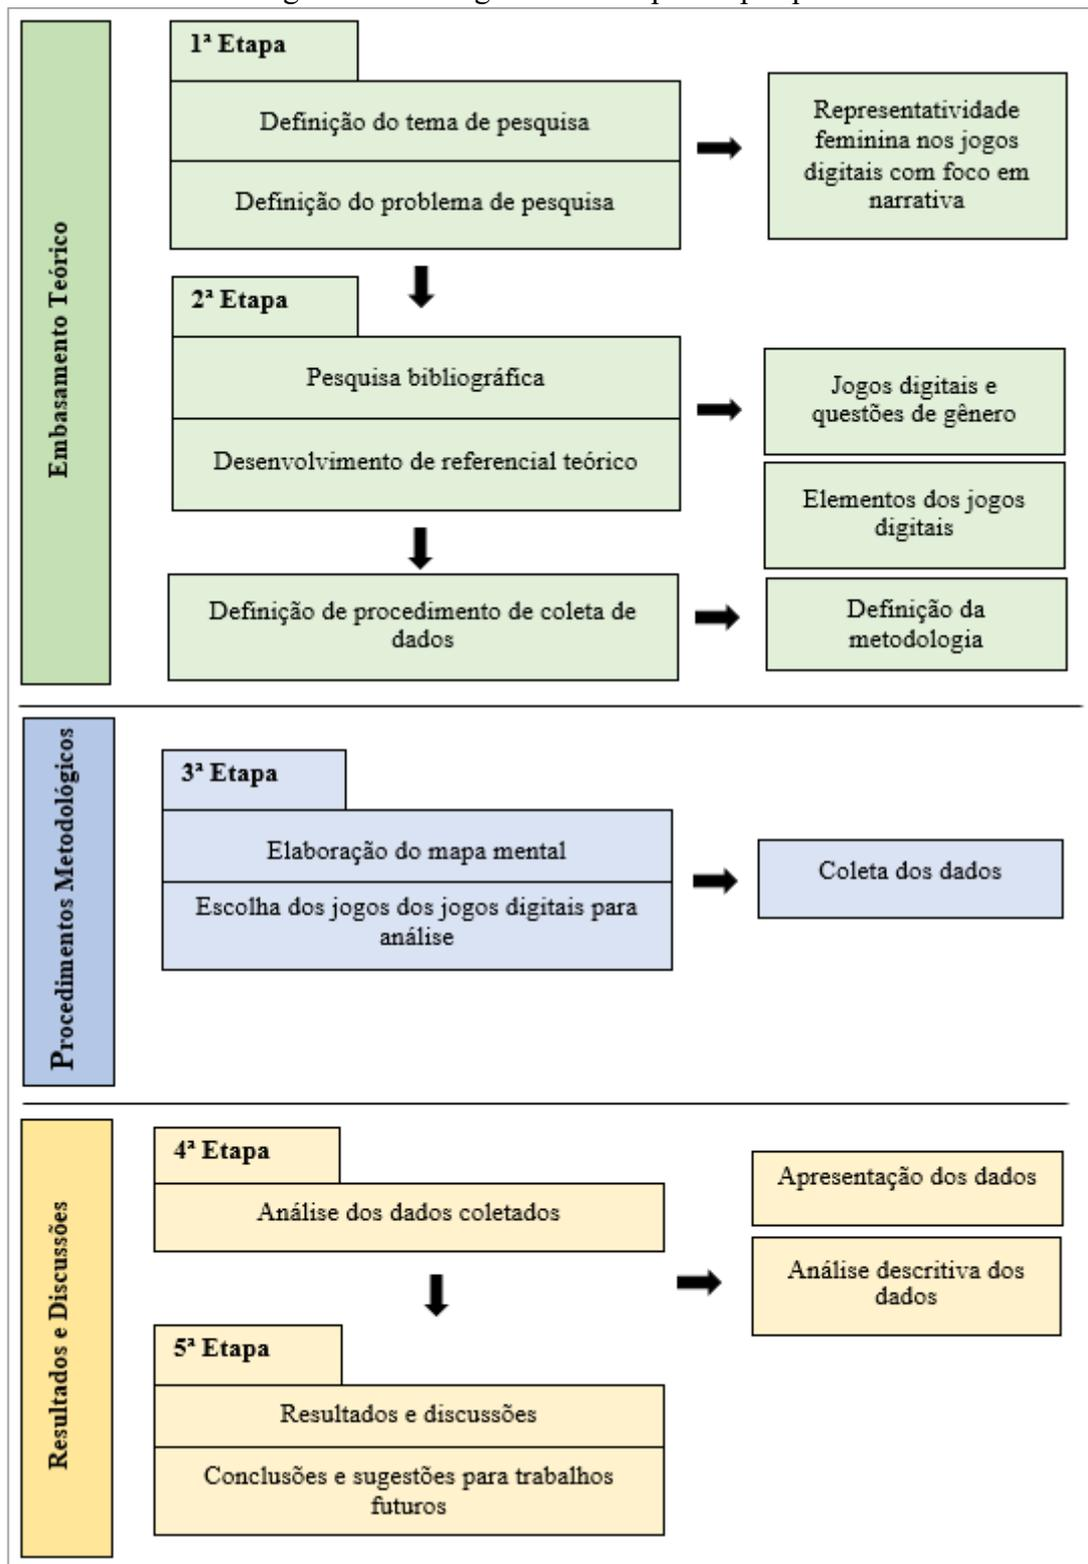 Embasamento Teórico
1ª Etapa
Definição do tema de pesquisa
Definição do problema de pesquisa
Representatividade
feminina nos jogos
digitais com foco em
narrativa
2ª Etapa
Pesquisa bibliográfica
Desenvolvimento de referencial teórico
Jogos digitais e
questões de gênero
Elementos dos jogos
digitais
Definição de procedimento de coleta de
dados
Definição da
metodologia
Procedimentos Metodológicos
3ª Etapa
Elaboração do mapa mental
Escolha dos jogos dos jogos digitais para
análise
Coleta dos dados
Resultados e Discussões
4ª Etapa
Análise dos dados coletados
Apresentação dos dados
Análise descritiva dos
dados
5ª Etapa
Resultados e discussões
Conclusões e sugestões para trabalhos
futuros